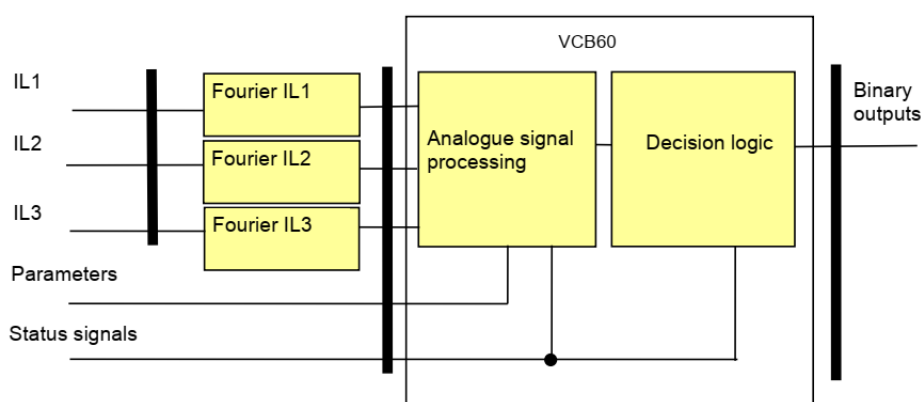 VCB60
IL1
Fourier IL1
IL2
Fourier IL2
IL3
Fourier IL3
Analogue signal
processing
Decision logic
Binary
outputs
Parameters
Status signals